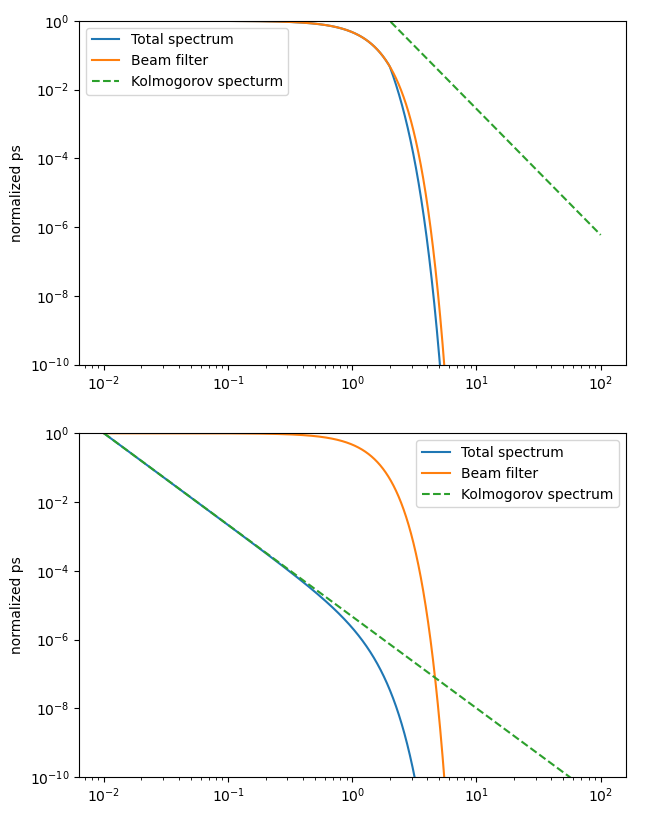 10^0
Total spectrum
Beam filter
Kolmogorov specturm
10^-2
10^-4
normalized ps
10^-6
10^-8
10^-10
10^-2 10^-1 10^0 10^1 10^2
10^0
Total spectrum
Beam filter
Kolmogorov spectrum
10^-2
10^-4
normalized ps
10^-6
10^-8
10^-10
10^-2 10^-1 10^0 10^1 10^2